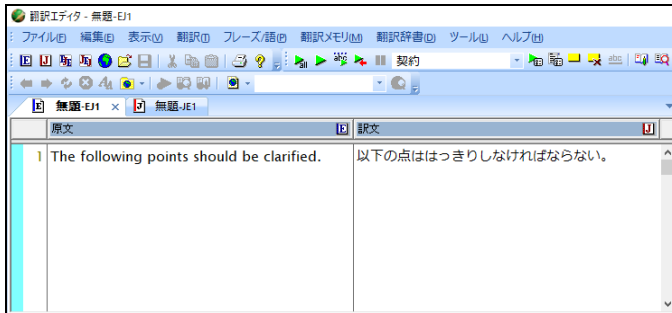 翻訳エディタ - 無題-EJ1
ファイル(F) 編集(E) 表示(V) 翻訳(T) フレーズ/語(P) 翻訳メモリ(M) 翻訳辞書(D) ツール(L) ヘルプ(H)
契約
無題-EJ1 × 無題-JE1
原文 E 訳文 J
1 The following points should be clarified. 以下の点ははっきりしなければならない。